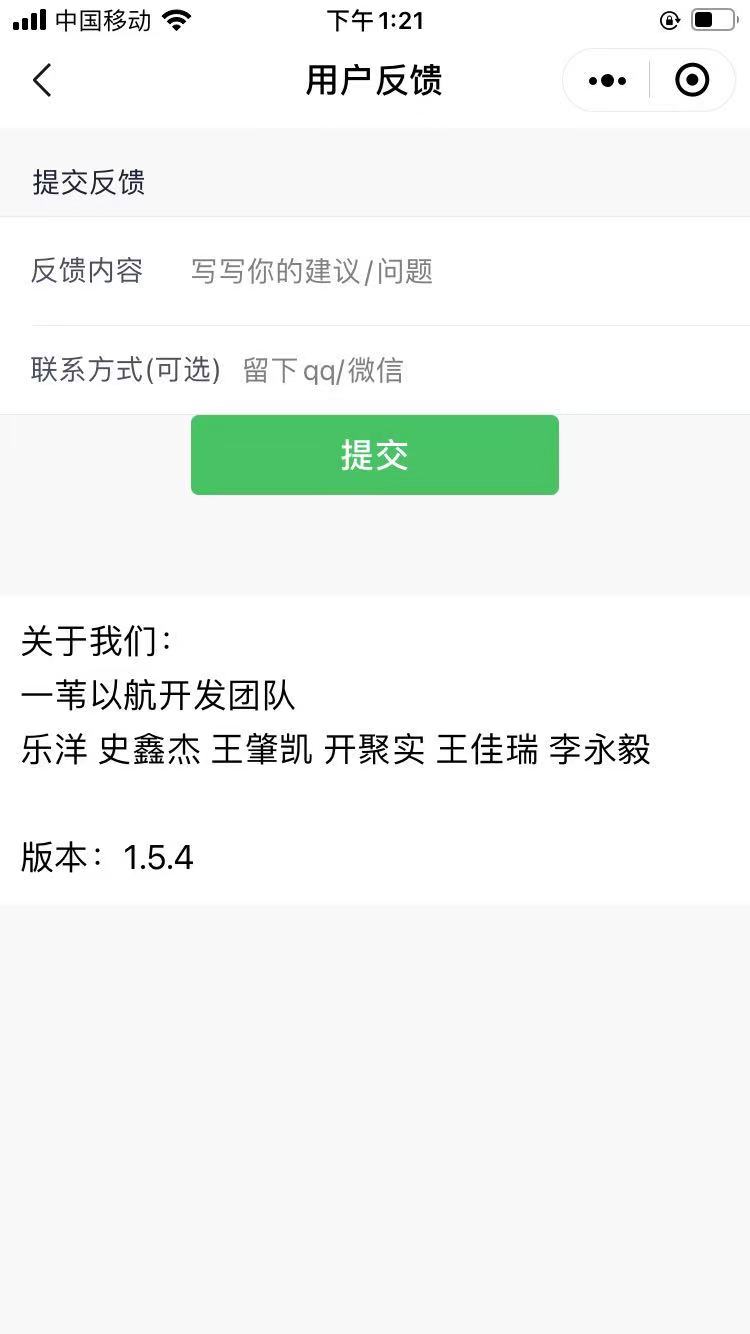 中国移动 下午1:21
用户反馈
提交反馈
反馈内容 写写你的建议/问题
联系方式(可选) 留下qq/微信
提交
关于我们：
一苇以航开发团队
乐洋 史鑫杰 王肇凯 开聚实 王佳瑞 李永毅
版本：1.5.4